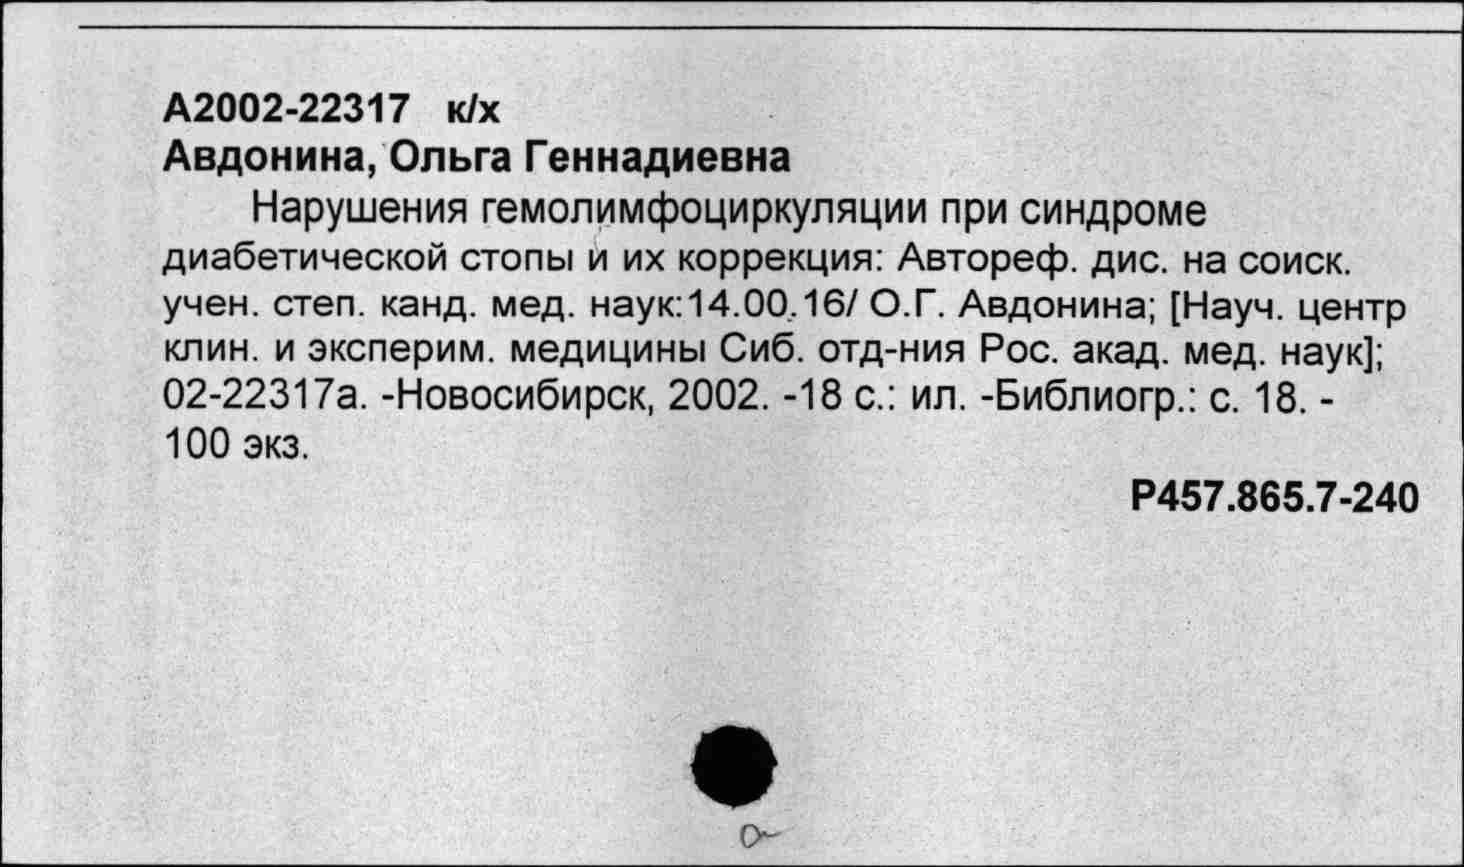 А2002-22317 к/х
Авдонина, Ольга Геннадиевна
Нарушения гемолимфоциркуляции при синдроме
диабетической стопы и их коррекция: Автореф. дис. на соиск.
учен. степ. канд. мед. наук:14.00.16/ О.Г. Авдонина; [Науч. центр
клин. и эксперим. медицины Сиб. отд-ния Рос. акад. мед. наук];
02-22317а. -Новосибирск, 2002. -18 с.: ил. -Библиогр.: с. 18. -
100 экз.
Р457.865.7-240